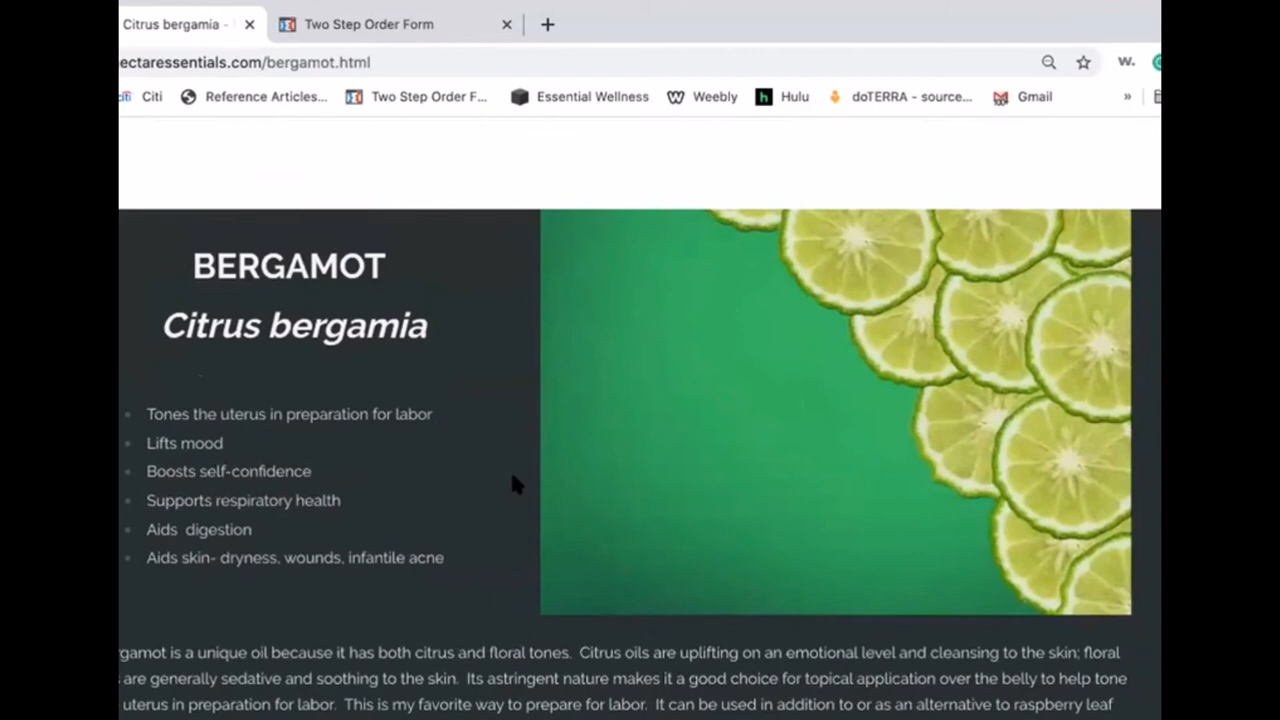 Citrus bergamia -
Two Step Order Form
ectaressentials.com/bergamot.html
W.
Citi
Reference Articles...
Two Step Order F...
Essential Wellness
Weebly
h
Hulu
doTERRA - source...
Gmail
»
BERGAMOT
Citrus bergamia
Tones the uterus in preparation for labor
Lifts mood
Boosts self-confidence
Supports respiratory health
Aids digestion
Aids skin- dryness, wounds, infantile acne
rgamot is a unique oil because it has both citrus and floral tones. Citrus oils are uplifting on an emotional level and cleansing to the skin; floral
are generally sedative and soothing to the skin. Its astringent nature makes it a good choice for topical application over the belly to help tone
uterus in preparation for labor. This is my favorite way to prepare for labor. It can be used in addition to or as an alternative to raspberry leaf